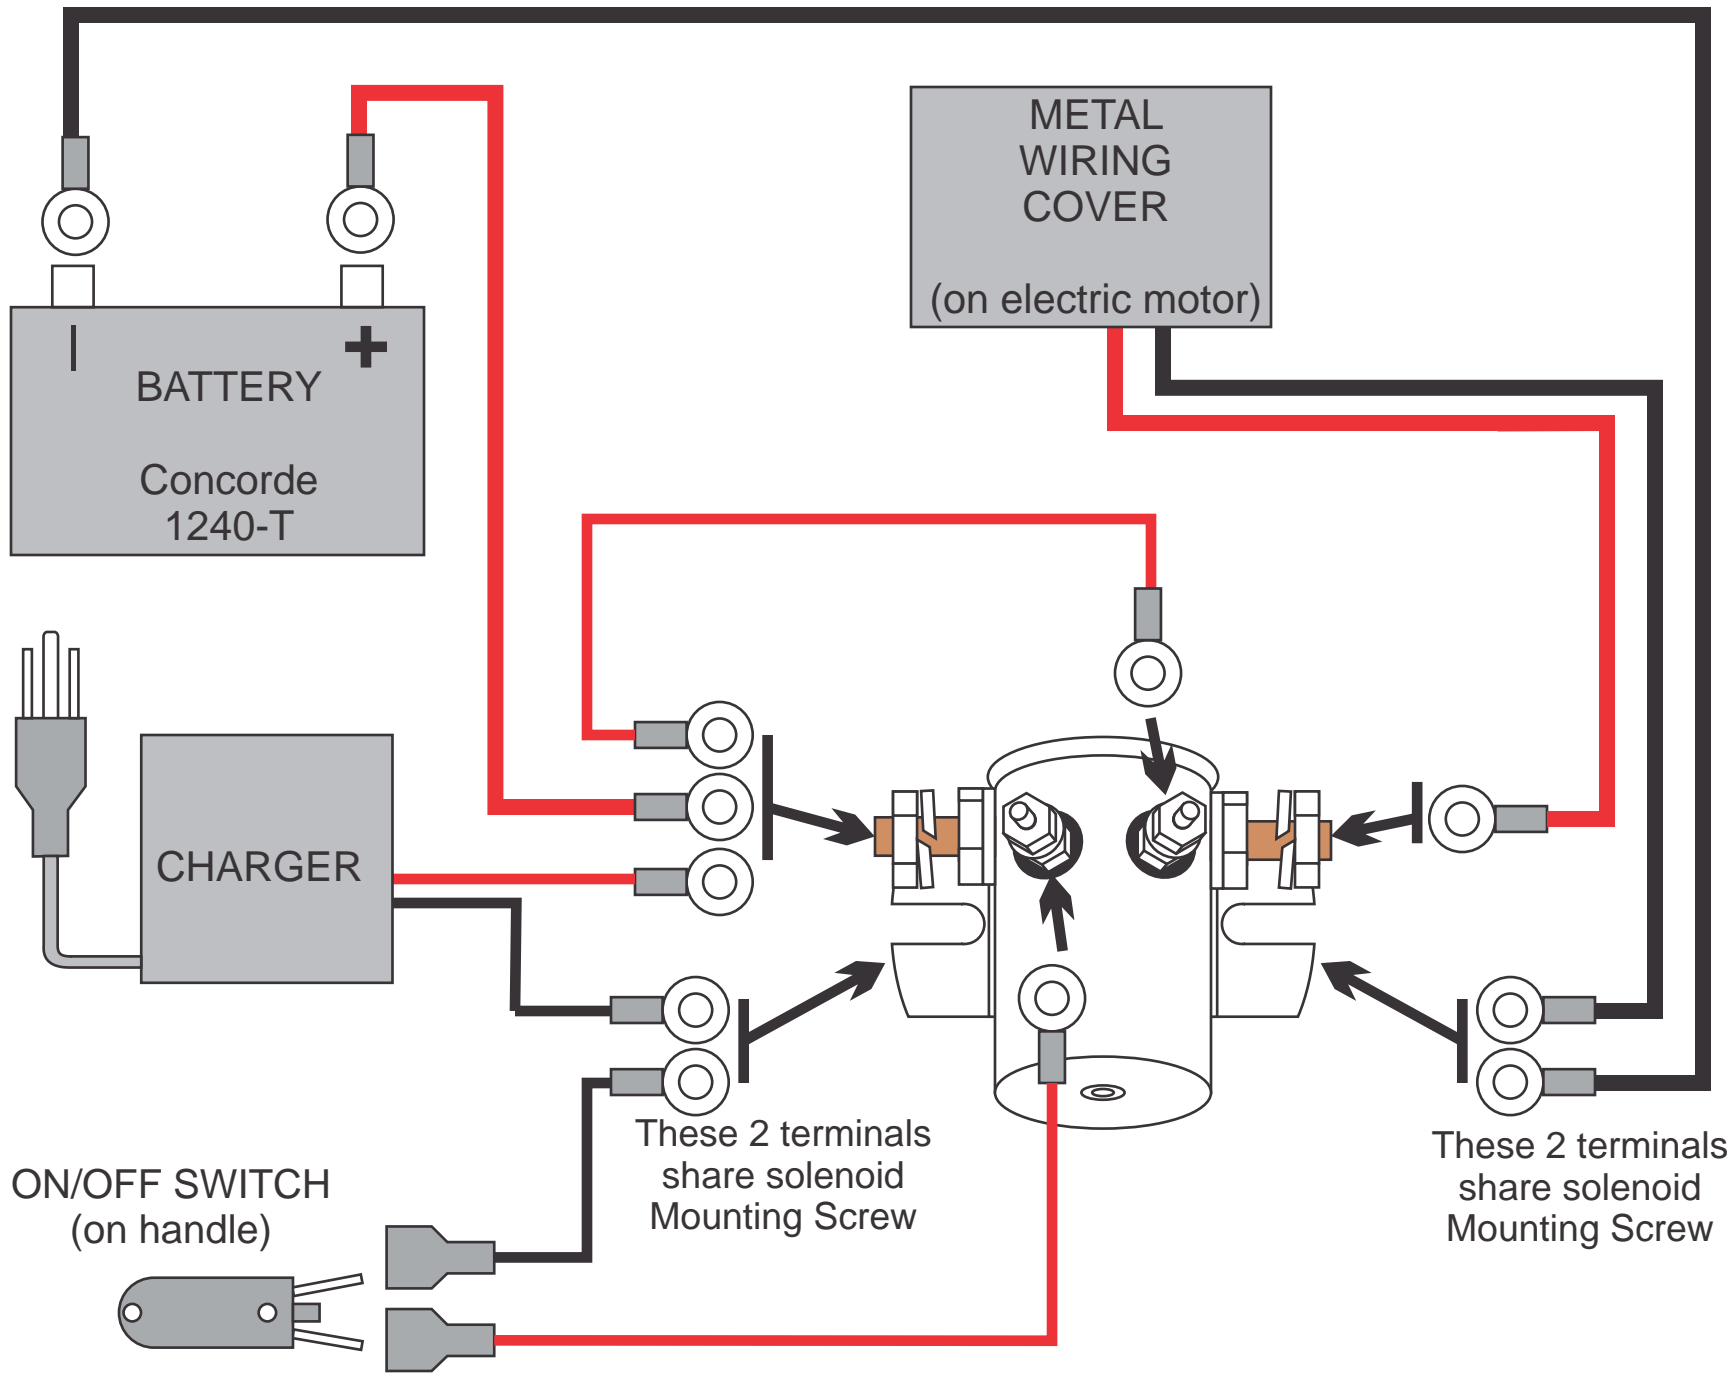 METAL
WIRING
COVER
(on electric motor)
− +
BATTERY
Concorde
1240-T
CHARGER
These 2 terminals
share solenoid
Mounting Screw
These 2 terminals
share solenoid
Mounting Screw
ON/OFF SWITCH
(on handle)